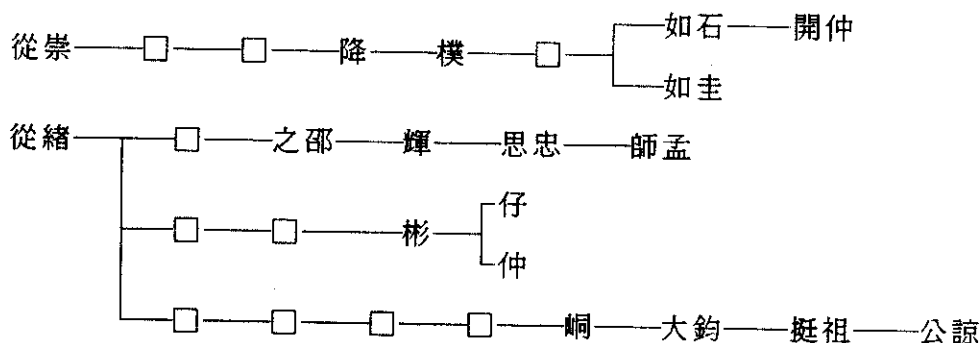 從崇 □ □ 降 樸 □ 如石 開仲
如圭
從緒 □ 之邵 輝 思忠 師孟
□ □ 彬 仔
仲
□ □ □ □ 峒 大鈞 挺祖 公諒